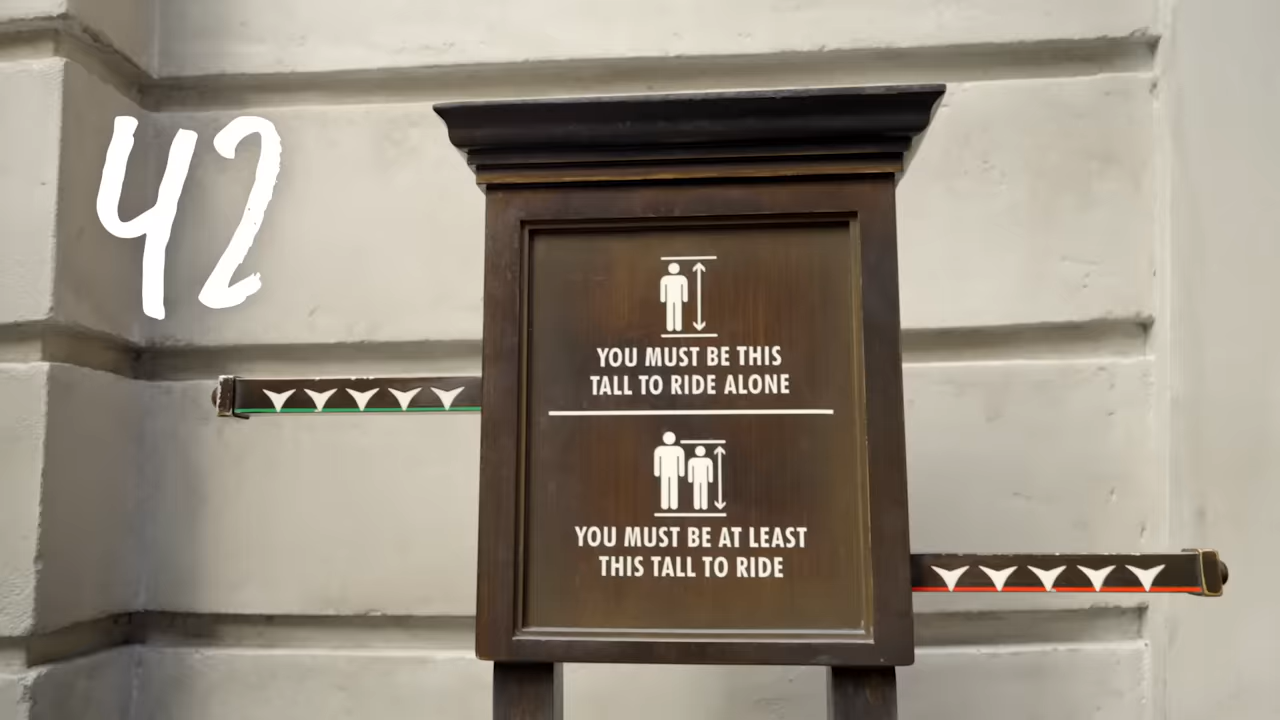 42
YOU MUST BE THIS
TALL TO RIDE ALONE
YOU MUST BE AT LEAST
THIS TALL TO RIDE